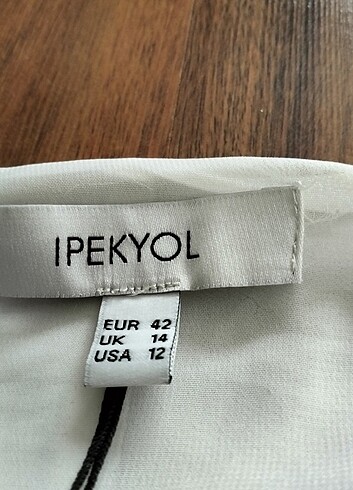 IPEKYOL
EUR 42
UK 14
USA 12